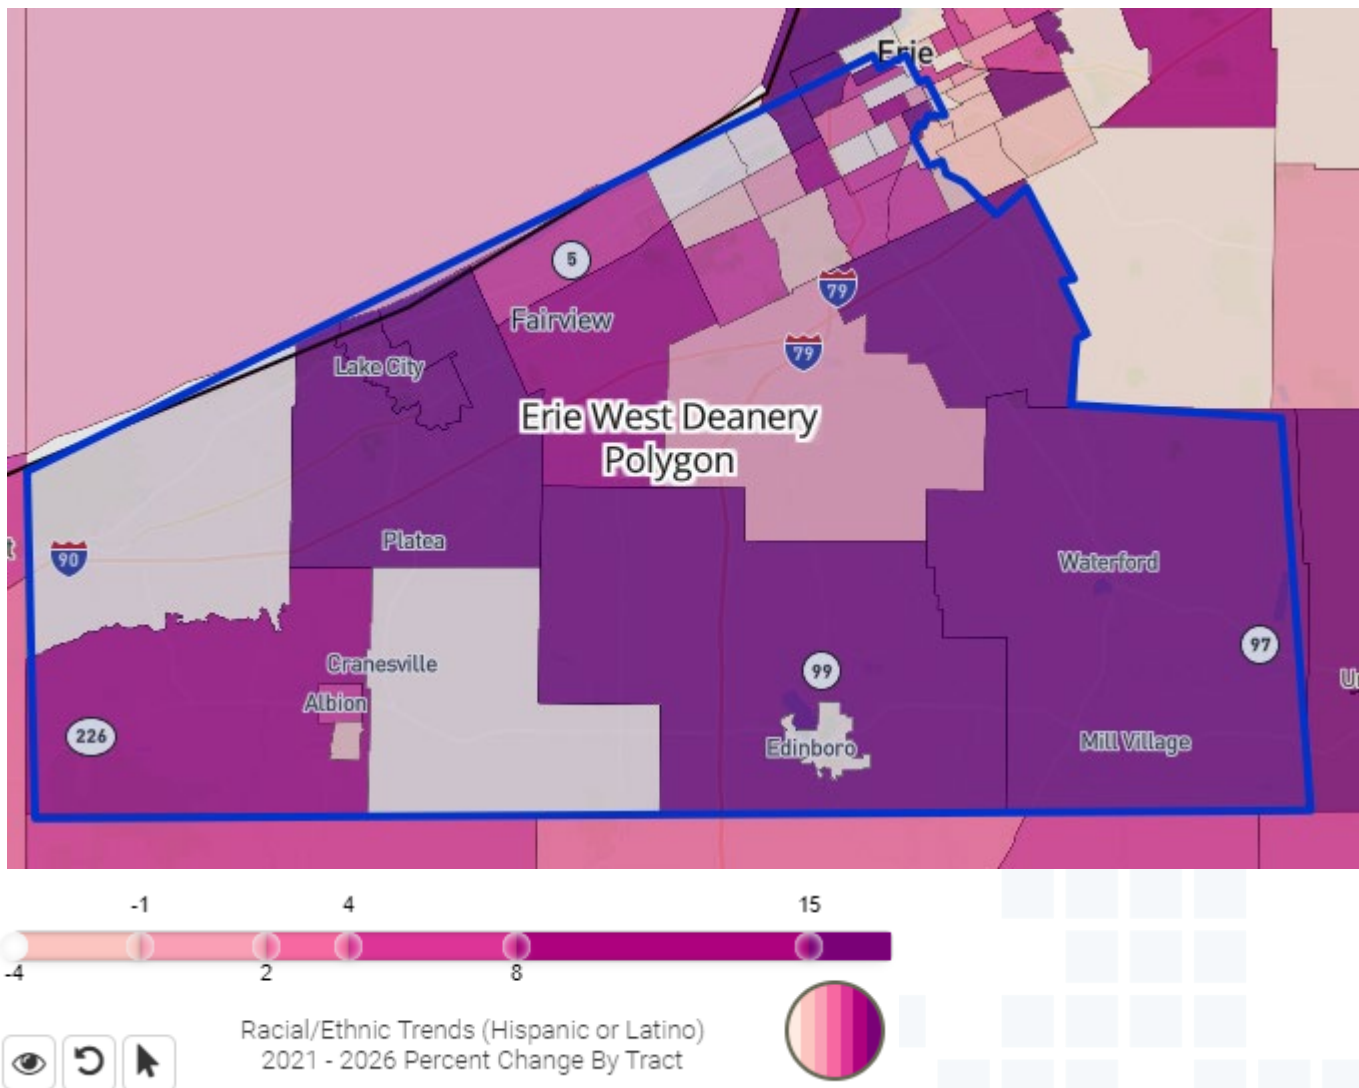 Erie
5
79
Fairview
79
Lake City
Erie West Deanery
Polygon
Platea
90
Waterford
97
Cranesville
99
Albion
226
Edinboro
Mill Village
-1
4
15
-4
2
8
Racial/Ethnic Trends (Hispanic or Latino)
2021 - 2026 Percent Change By Tract